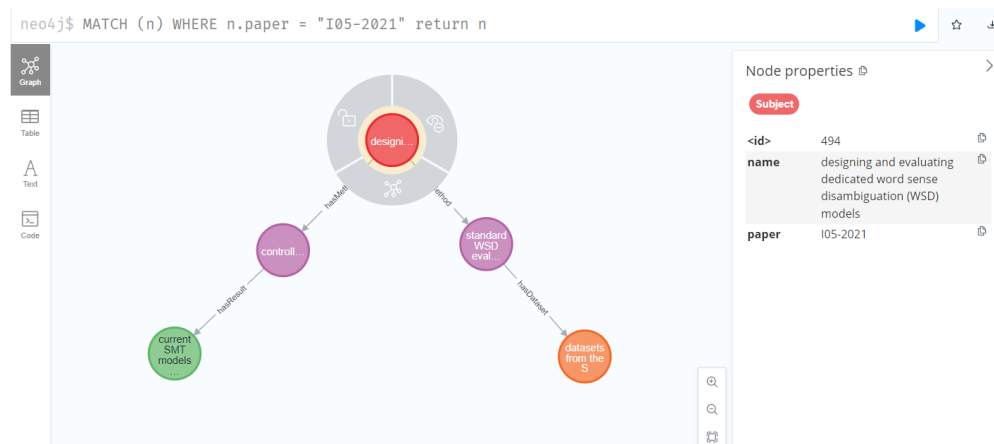 neo4j$ MATCH (n) WHERE n.paper = "I05-2021" return n
Graph
Table
Text
Code
designi...
hasMetl
ethod
controll...
standard
WSD
eval...
hasResult
hasDataset
current
SMT
models
...
datasets
from the
S
Node properties
Subject
<id> 494
name designing and evaluating
dedicated word sense
disambiguation (WSD)
models
paper I05-2021